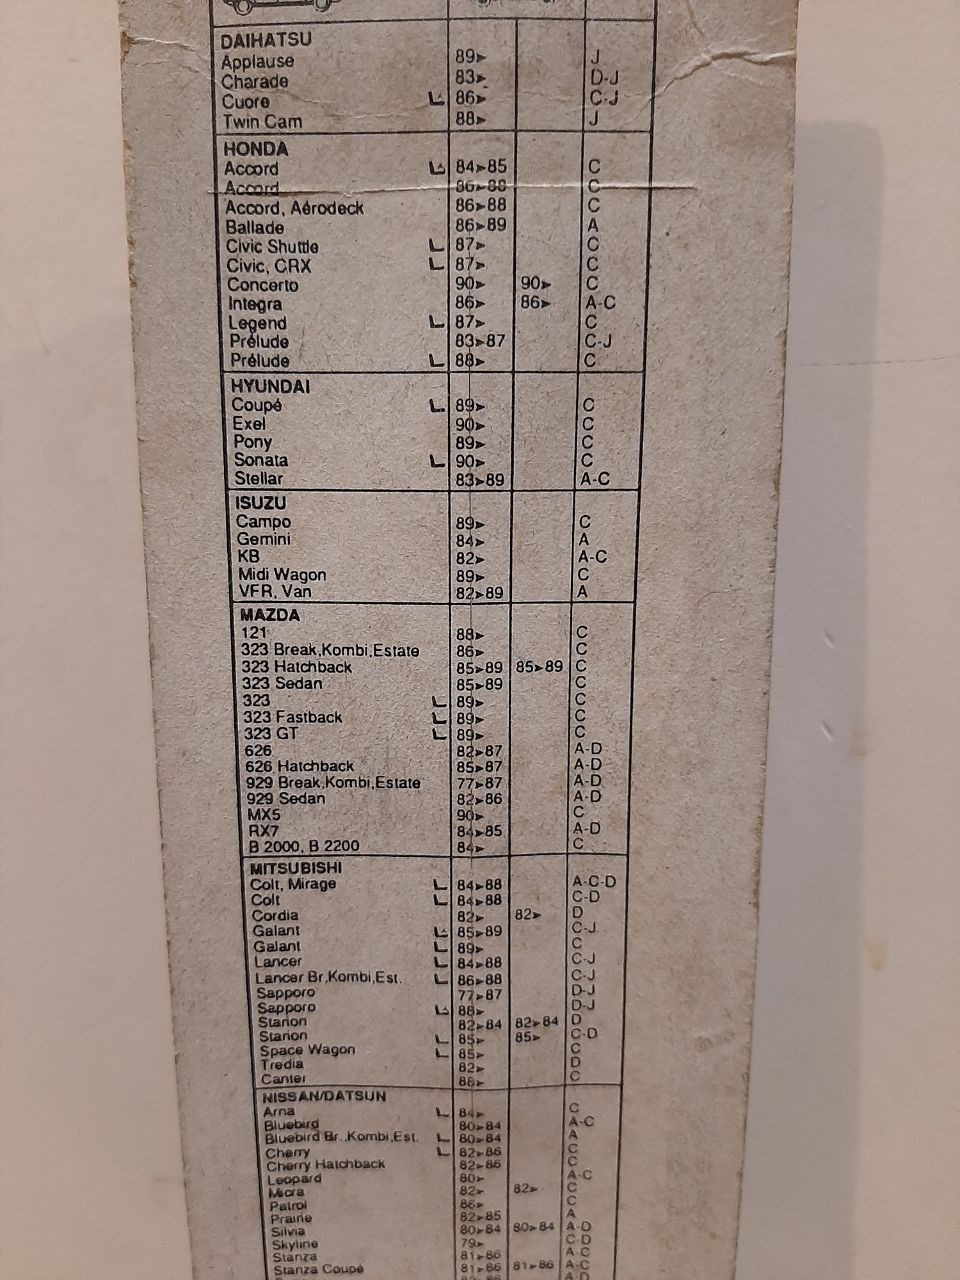 DAIHATSU
Applause 89► J
Charade 83► D-J
Cuore 86► C-J
Twin Cam 88► J
HONDA
Accord 84►85 C
Accord 86►88 C
Accord, Aérodeck 86►88 C
Ballade 86►89 A
Civic Shuttle 87► C
Civic, CRX 87► C
Concerto 90► 90► C
Integra 86► 86► A-C
Legend 87► C
Prélude 83►87 C-J
Prélude 88► C
HYUNDAI
Coupé 89► C
Exel 90► C
Pony 89► C
Sonata 90► C
Stellar 83►89 A-C
ISUZU
Campo 89► C
Gemini 84► A
KB 82► A-C
Midi Wagon 89► C
VFR, Van 82►89 A
MAZDA
121 88► C
323 Break,Kombi,Estate 86► C
323 Hatchback 85►89 85►89 C
323 Sedan 85►89 C
323 89► C
323 Fastback 89► C
323 GT 89► C
626 82►87 A-D
626 Hatchback 85►87 A-D
929 Break,Kombi,Estate 77►87 A-D
929 Sedan 82►86 A-D
MX5 90► C
RX7 84►85 A-D
B 2000, B 2200 84► C
MITSUBISHI
Colt, Mirage 84►88 A-C-D
Colt 84►88 C-D
Cordia 82► 82► D
Galant 85►89 C-J
Galant 89► C
Lancer 84►88 C-J
Lancer Br,Kombi,Est. 86►88 C-J
Sapporo 77►87 D-J
Sapporo 88► D-J
Starion 82►84 82►84 D
Starion 85► 85► C-D
Space Wagon 85► C
Tredia 82► D
Canter 86► C
NISSAN/DATSUN
Arna 84► C
Bluebird 80►84 A-C
Bluebird Br.,Kombi,Est. 80►84 A
Cherry 82►86 C
Cherry Hatchback 82►86 C
Leopard 80► A-C
Micra 82► 82► C
Patrol 86► C
Prairie 82►85 A
Silvia 80►84 80►84 A-D
Skyline 79► C-D
Stanza 81►86 A-C
Stanza Coupé 81►86 81►86 A-C
A-D